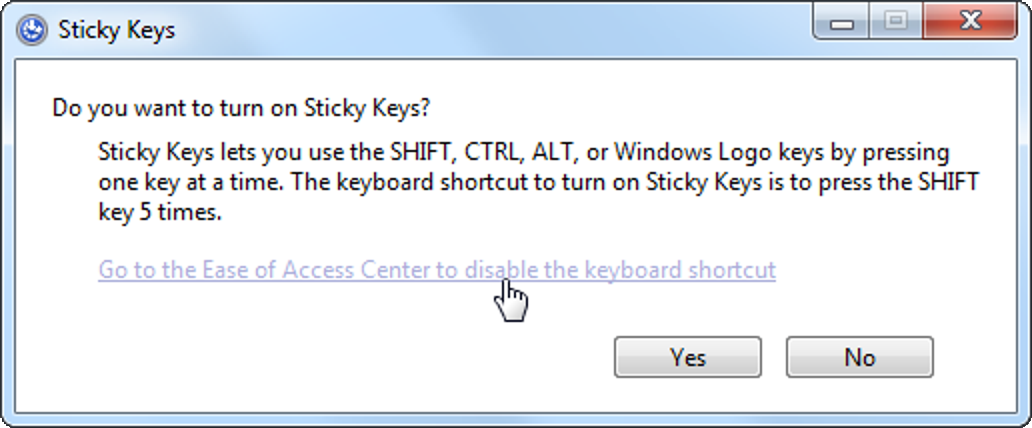 Sticky Keys
Do you want to turn on Sticky Keys?
Sticky Keys lets you use the SHIFT, CTRL, ALT, or Windows Logo keys by pressing
one key at a time. The keyboard shortcut to turn on Sticky Keys is to press the SHIFT
key 5 times.
Go to the Ease of Access Center to disable the keyboard shortcut
Yes No